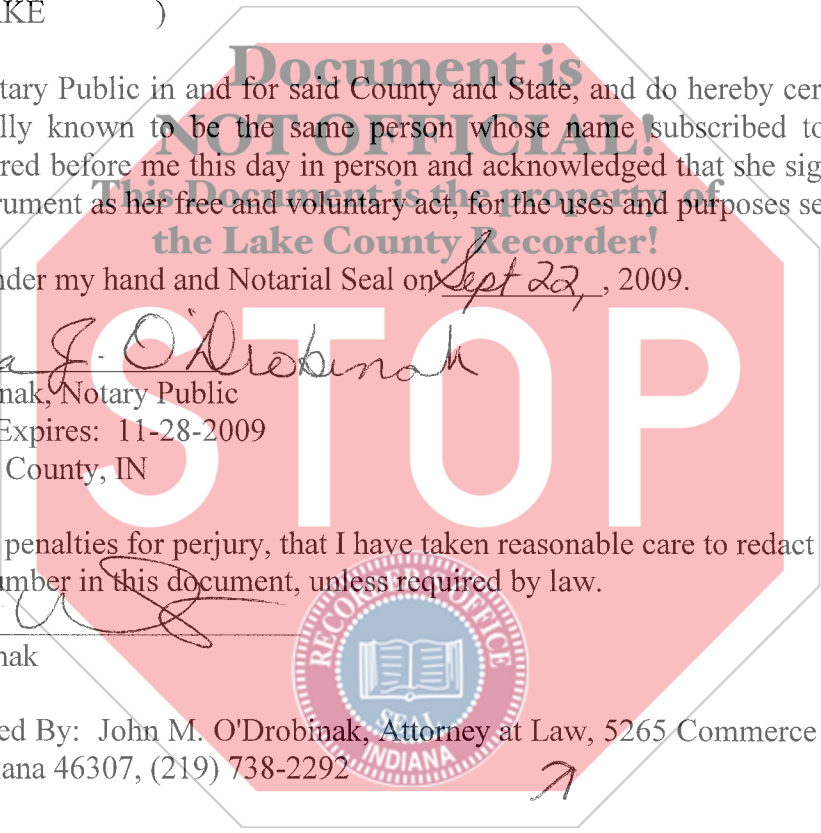 KE )
Document is
tary Public in and for said County and State, and do hereby cer
NOT OFFICIAL!
lly known to be the same person whose name subscribed to
red before me this day in person and acknowledged that she sig
This Document is the property of
rument as her free and voluntary act, for the uses and purposes se
the Lake County Recorder!
nder my hand and Notarial Seal on Sept 22, , 2009.
STOP
a J. O'Drobinak
nak, Notary Public
Expires: 11-28-2009
County, IN
penalties for perjury, that I have taken reasonable care to redact
umber in this document, unless required by law.
RECORDER'S OFFICE
SEAL
INDIANA
nak
ed By: John M. O'Drobinak, Attorney at Law, 5265 Commerce
iana 46307, (219) 738-2292